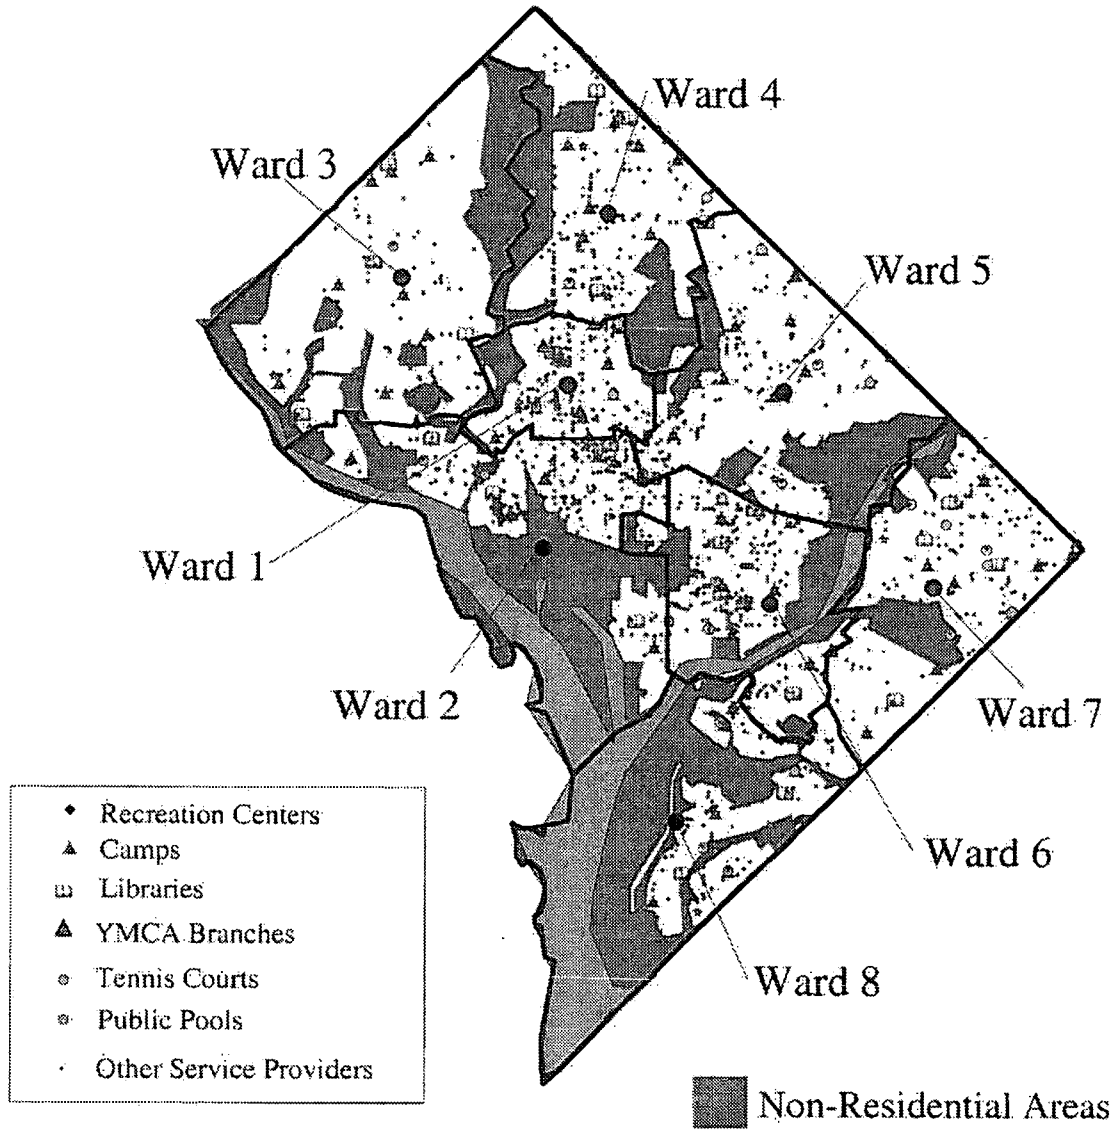 Ward 4
Ward 3
Ward 5
Ward 1
Ward 2
Ward 7
Ward 6
Ward 8
Recreation Centers
Camps
Libraries
YMCA Branches
Tennis Courts
Public Pools
Other Service Providers
Non-Residential Areas